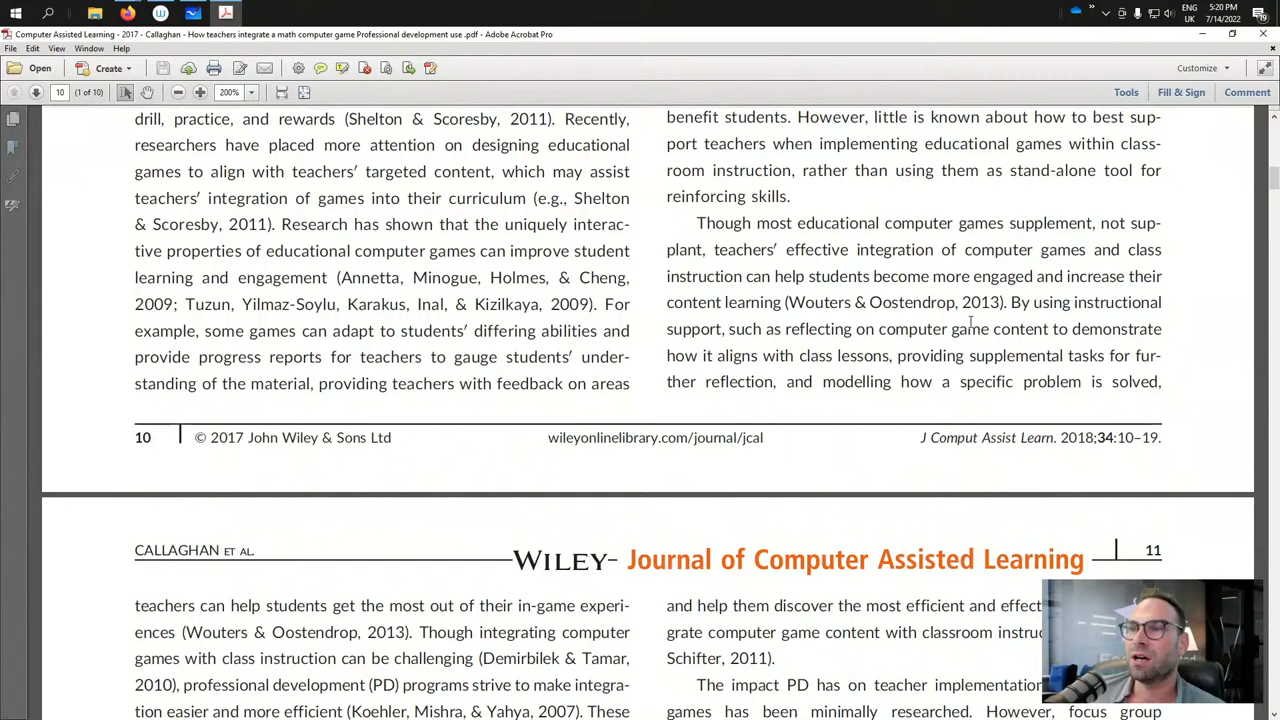 ENG
UK
5:20 PM
7/14/2022
19
Computer Assisted Learning - 2017 - Callaghan - How teachers integrate a math computer game Professional development use .pdf - Adobe Acrobat Pro
File Edit View Window Help
Open Create Customize
10 (1 of 10) 200% Tools Fill & Sign Comment
drill, practice, and rewards (Shelton & Scoresby, 2011). Recently,
researchers have placed more attention on designing educational
games to align with teachers' targeted content, which may assist
teachers' integration of games into their curriculum (e.g., Shelton
& Scoresby, 2011). Research has shown that the uniquely interac-
tive properties of educational computer games can improve student
learning and engagement (Annetta, Minogue, Holmes, & Cheng,
2009; Tuzun, Yilmaz-Soylu, Karakus, Inal, & Kizilkaya, 2009). For
example, some games can adapt to students' differing abilities and
provide progress reports for teachers to gauge students' under-
standing of the material, providing teachers with feedback on areas
benefit students. However, little is known about how to best sup-
port teachers when implementing educational games within class-
room instruction, rather than using them as stand-alone tool for
reinforcing skills.
Though most educational computer games supplement, not sup-
plant, teachers' effective integration of computer games and class
instruction can help students become more engaged and increase their
content learning (Wouters & Oostendrop, 2013). By using instructional
support, such as reflecting on computer game content to demonstrate
how it aligns with class lessons, providing supplemental tasks for fur-
ther reflection, and modelling how a specific problem is solved,
10 © 2017 John Wiley & Sons Ltd wileyonlinelibrary.com/journal/jcal J Comput Assist Learn. 2018;34:10–19.
CALLAGHAN ET AL. WILEY– Journal of Computer Assisted Learning 11
teachers can help students get the most out of their in-game experi-
ences (Wouters & Oostendrop, 2013). Though integrating computer
games with class instruction can be challenging (Demirbilek & Tamar,
2010), professional development (PD) programs strive to make integra-
tion easier and more efficient (Koehler, Mishra, & Yahya, 2007). These
and help them discover the most efficient and effect
grate computer game content with classroom instruc
Schifter, 2011).
The impact PD has on teacher implementation
games has been minimally researched. However, focus group